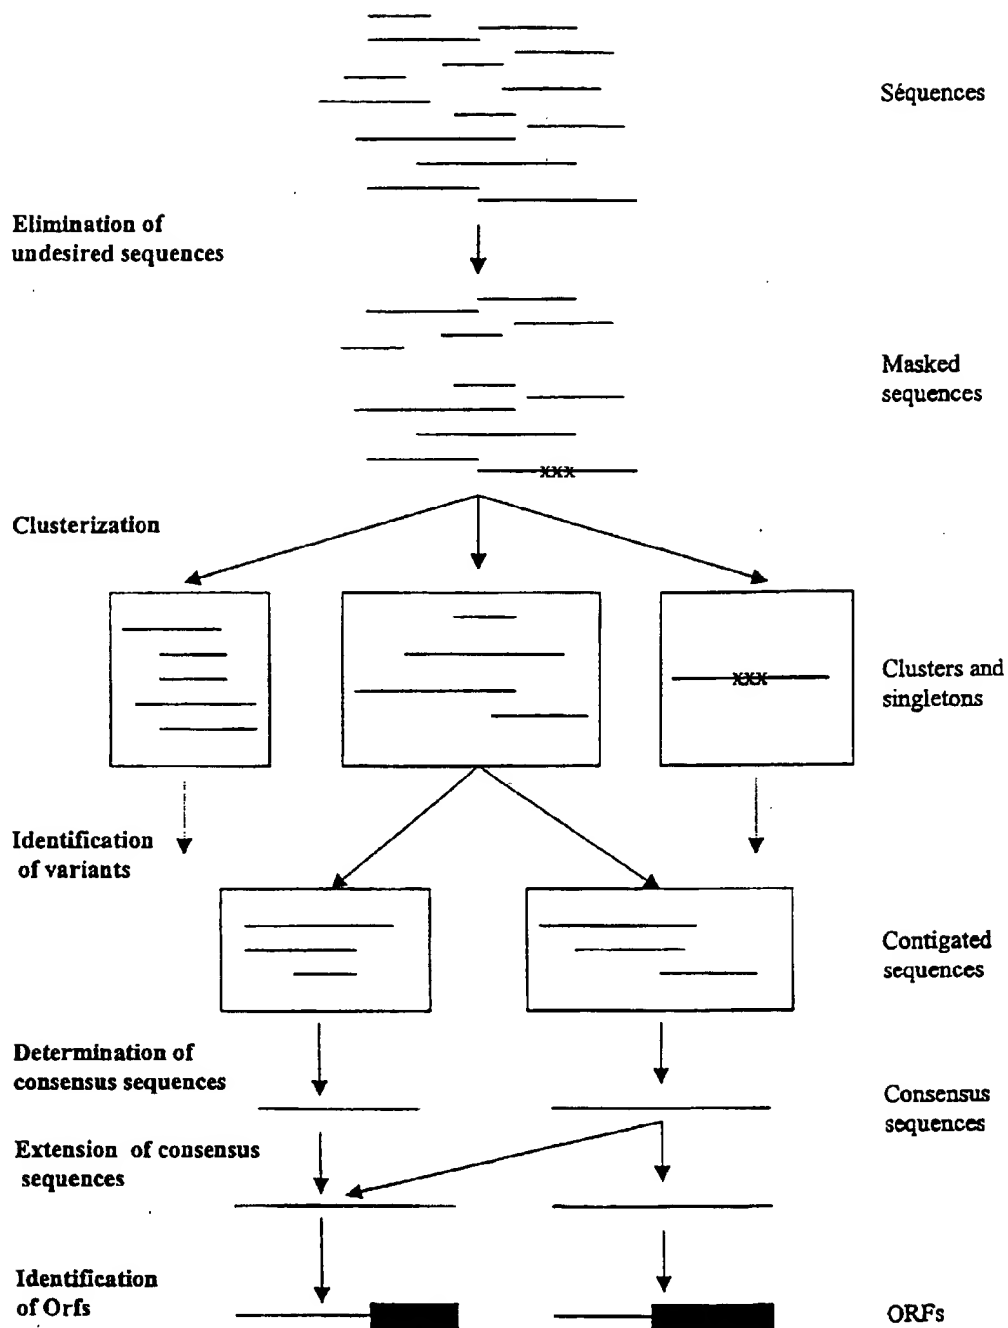 Séquences
Elimination of
undesired sequences
Masked
sequences
xxx
Clusterization
xxx
Clusters and
singletons
Identification
of variants
Contigated
sequences
Determination of
consensus sequences
Consensus
sequences
Extension of consensus
sequences
Identification
of Orfs
ORFs